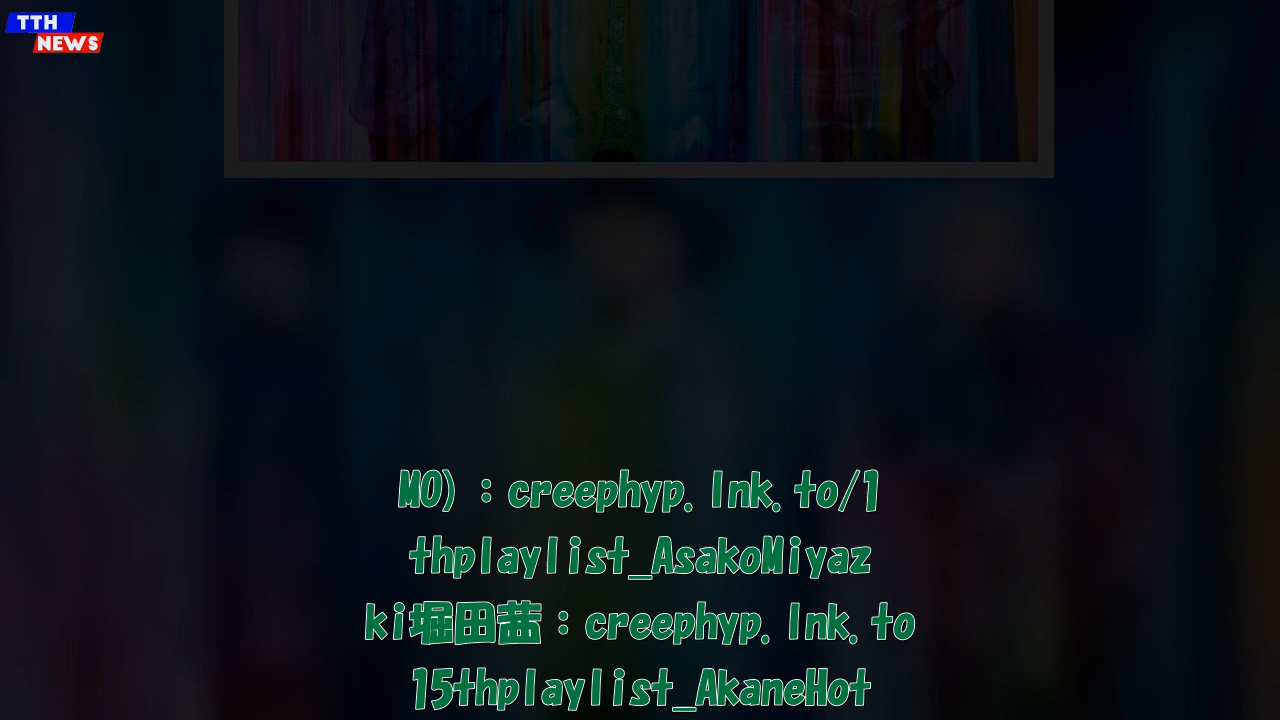 TTH
NEWS
MO)：creephyp.lnk.to/1
thplaylist_AsakoMiyaz
ki堀田茜：creephyp.lnk.to
15thplaylist_AkaneHot